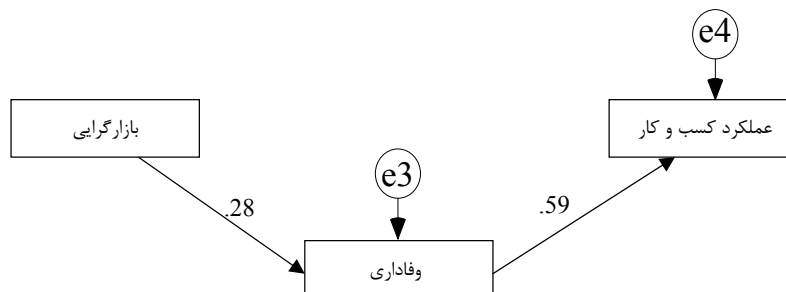 e4
بازارگرایی
عملکرد کسب و کار
e3
.28
.59
وفاداری